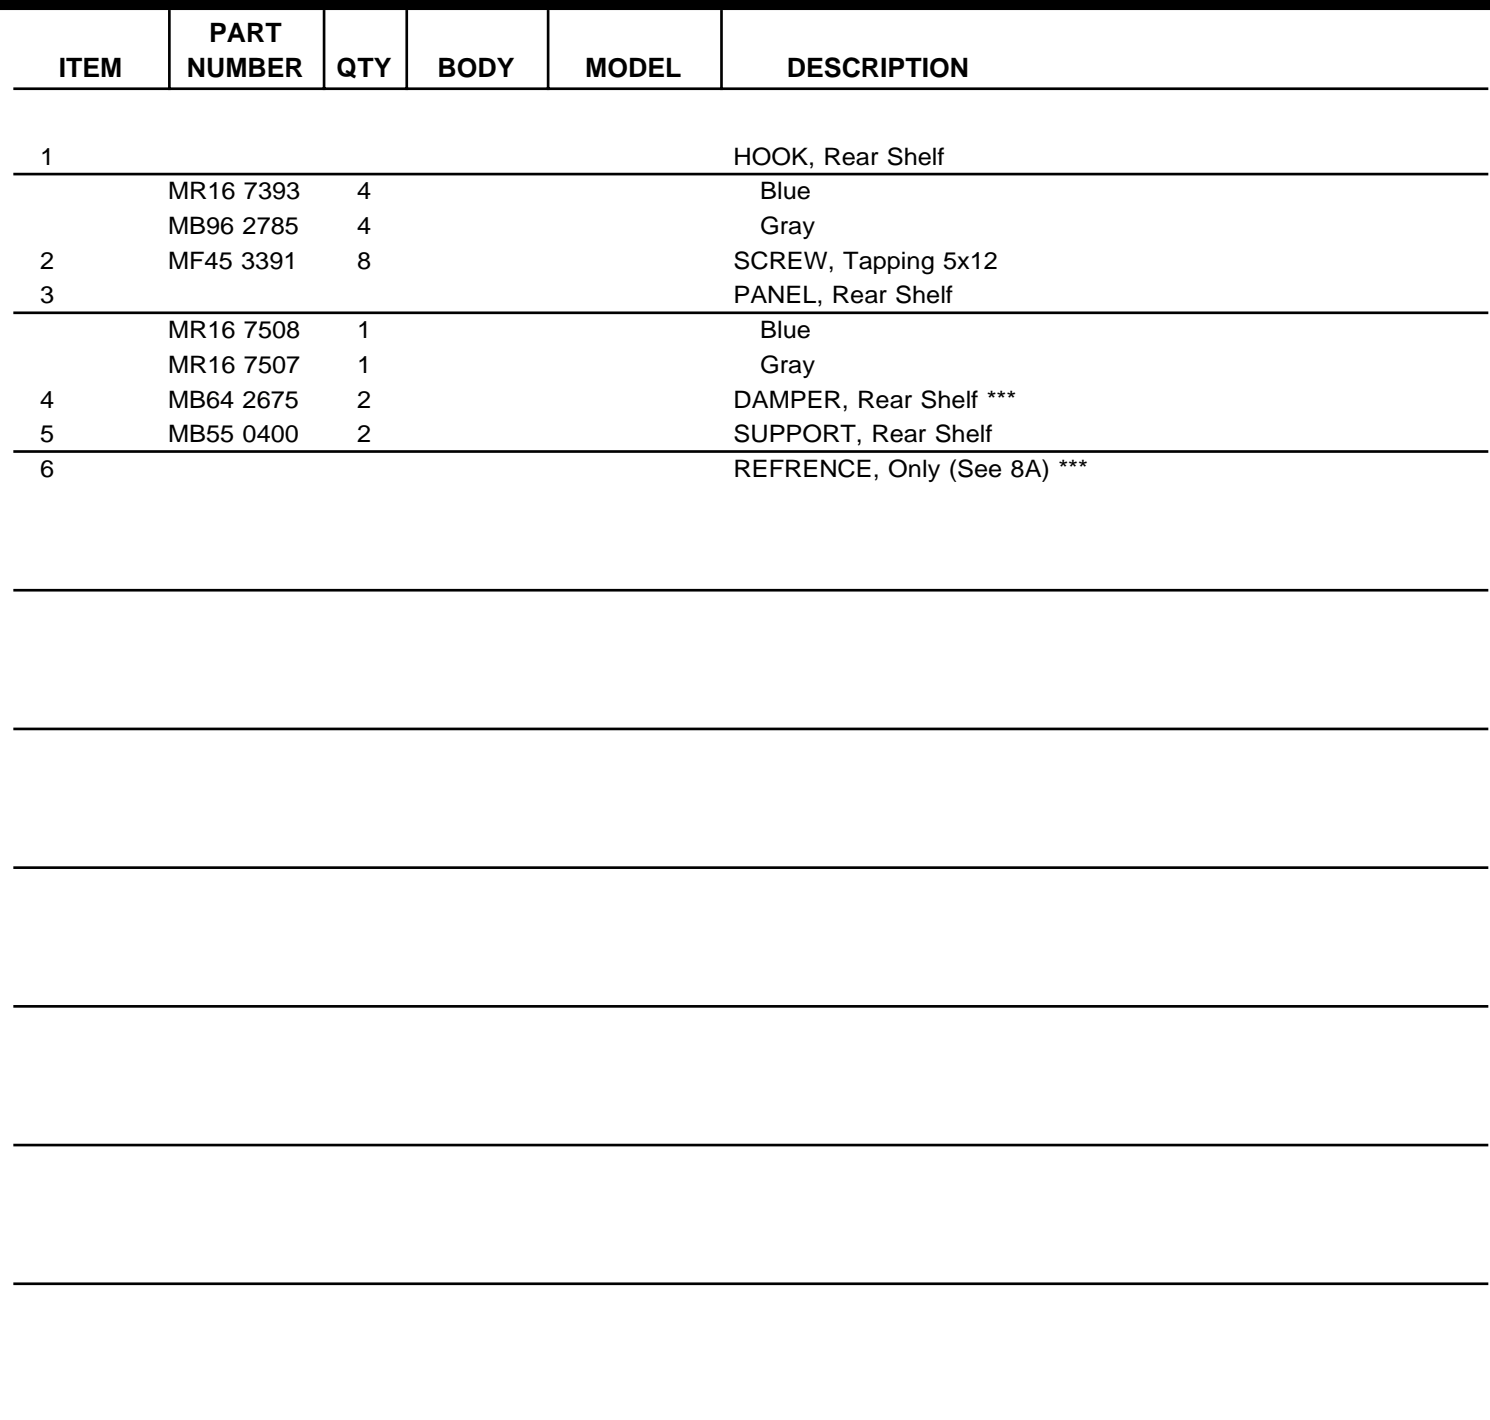 ITEM PART NUMBER QTY BODY MODEL DESCRIPTION
1 HOOK, Rear Shelf
MR16 7393 4 Blue
MB96 2785 4 Gray
2 MF45 3391 8 SCREW, Tapping 5x12
3 PANEL, Rear Shelf
MR16 7508 1 Blue
MR16 7507 1 Gray
4 MB64 2675 2 DAMPER, Rear Shelf ***
5 MB55 0400 2 SUPPORT, Rear Shelf
6 REFRENCE, Only (See 8A) ***